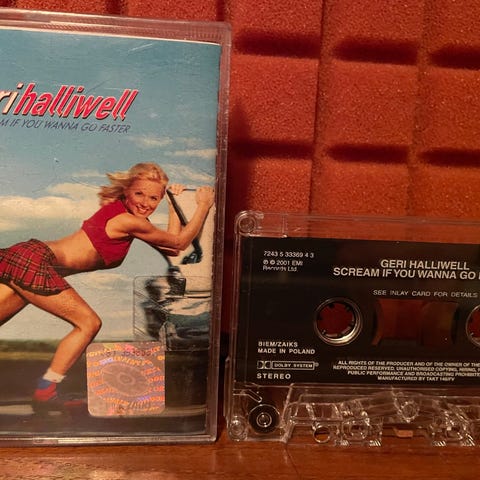 ri halliwell
M IF YOU WANNA GO FASTER
7243 5 33369 4 3
℗ © 2001 EMI
Records Ltd.
GERI HALLIWELL
SCREAM IF YOU WANNA GO
SEE INLAY CARD FOR DETAILS
BIEM/ZAIKS
MADE IN POLAND
DOLBY SYSTEM
STEREO
ALL RIGHTS OF THE PRODUCER AND OF THE OWNER OF THE
REPRODUCED RESERVED. UNAUTHORISED COPYING, HIRING,
PUBLIC PERFORMANCE AND BROADCASTING PROHIBITE
MANUFACTURED BY TAKT